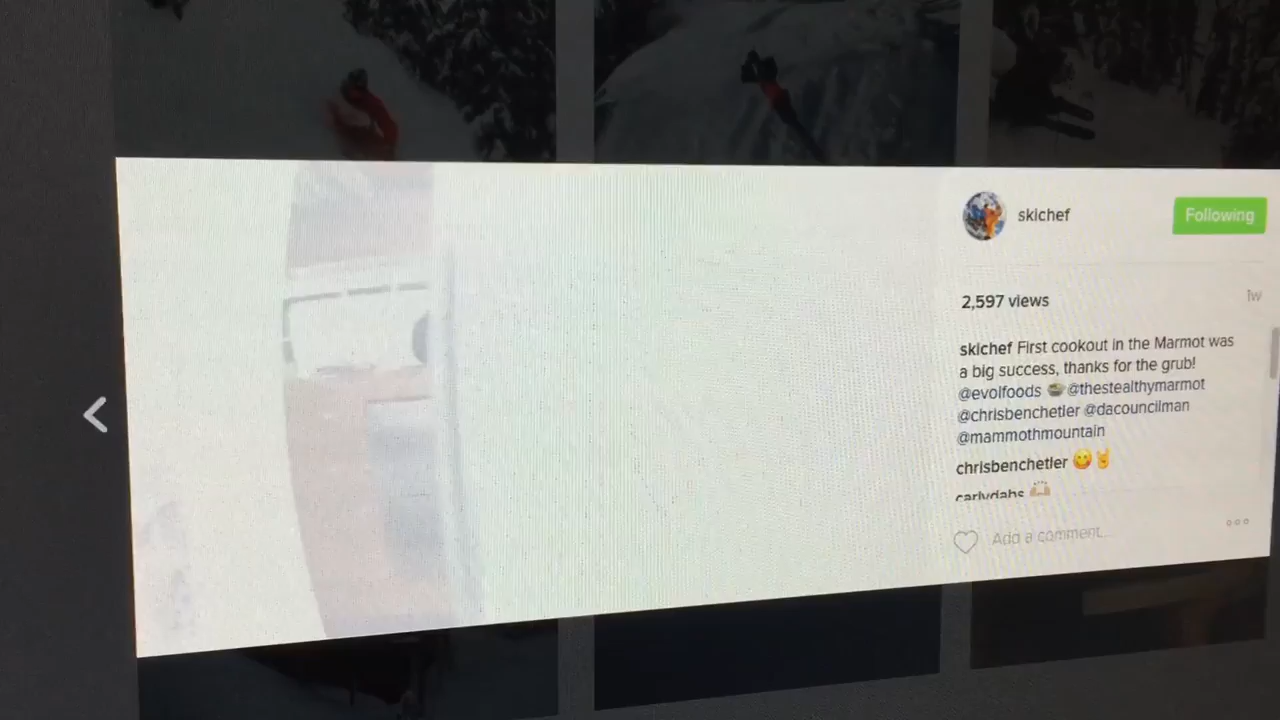 skichef
Following
2,597 views
1w
skichef First cookout in the Marmot was
a big success, thanks for the grub!
@evolfoods 🍲 @thestealthymarmot
@chrisbenchetler @dacouncilman
@mammothmountain
chrisbenchetler 😋🤘
carlydahs 🙌🏼
Add a comment...